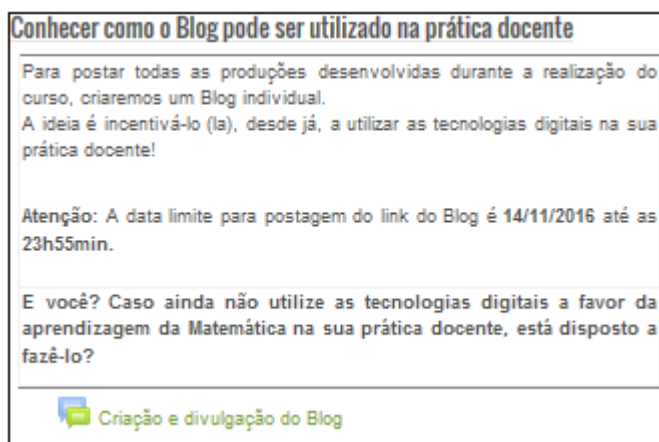 Conhecer como o Blog pode ser utilizado na prática docente
Para postar todas as produções desenvolvidas durante a realização do
curso, criaremos um Blog individual.
A ideia é incentivá-lo (la), desde já, a utilizar as tecnologias digitais na sua
prática docente!
Atenção: A data limite para postagem do link do Blog é 14/11/2016 até as
23h55min.
E você? Caso ainda não utilize as tecnologias digitais a favor da
aprendizagem da Matemática na sua prática docente, está disposto a
fazê-lo?
Criação e divulgação do Blog